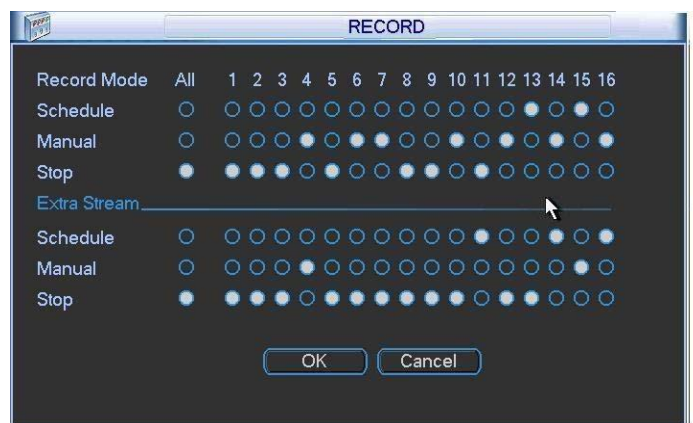 RECORD
Record Mode All 1 2 3 4 5 6 7 8 9 10 11 12 13 14 15 16
Schedule
Manual
Stop
Extra Stream
Schedule
Manual
Stop
OK Cancel